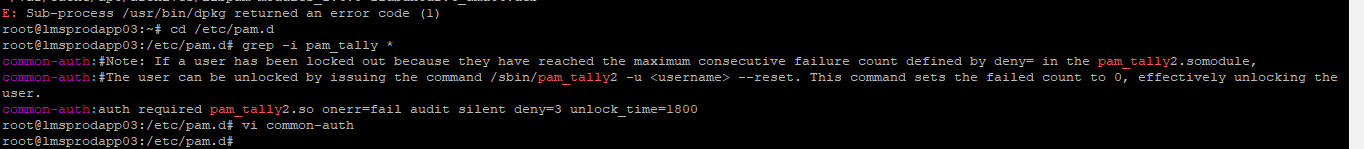 E: Sub-process /usr/bin/dpkg returned an error code (1)
root@lmsprodapp03:~# cd /etc/pam.d
root@lmsprodapp03:/etc/pam.d# grep -i pam_tally *
common-auth:#Note: If a user has been locked out because they have reached the maximum consecutive failure count defined by deny= in the pam_tally2.somodule,
common-auth:#The user can be unlocked by issuing the command /sbin/pam_tally2 -u <username> --reset. This command sets the failed count to 0, effectively unlocking the
user.
common-auth:auth required pam_tally2.so onerr=fail audit silent deny=3 unlock_time=1800
root@lmsprodapp03:/etc/pam.d# vi common-auth
root@lmsprodapp03:/etc/pam.d#